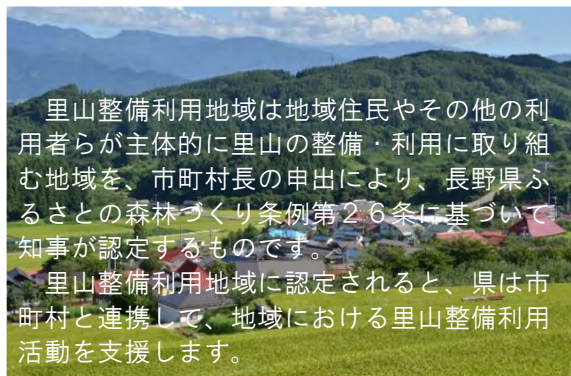 里山整備利用地域は地域住民やその他の利
用者らが主体的に里山の整備・利用に取り組
む地域を、市町村長の申出により、長野県ふ
るさとの森林づくり条例第２６条に基づいて
知事が認定するものです。
里山整備利用地域に認定されると、県は市
町村と連携して、地域における里山整備利用
活動を支援します。